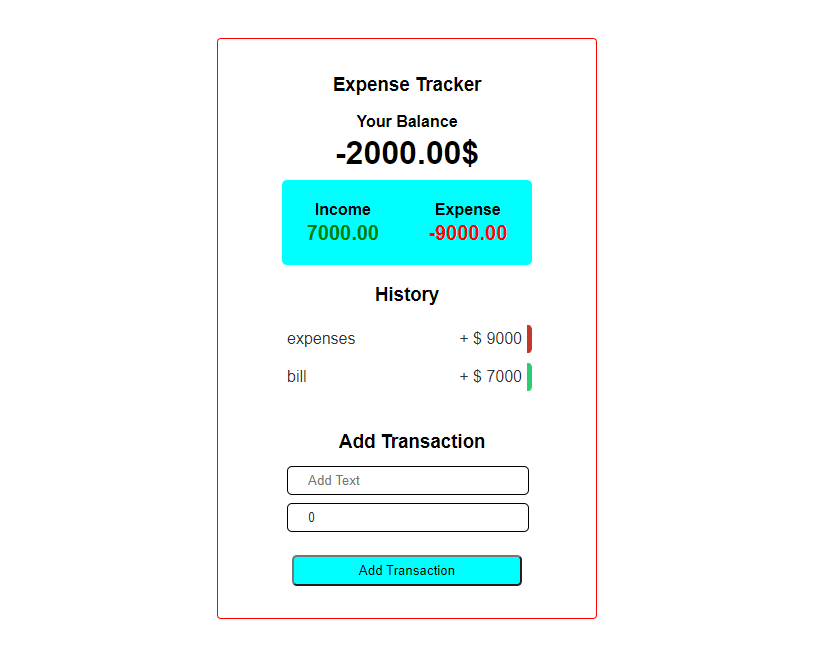 Expense Tracker
Your Balance
-2000.00$
Income Expense
7000.00 -9000.00
History
expenses + $ 9000
bill + $ 7000
Add Transaction
Add Text
0
Add Transaction